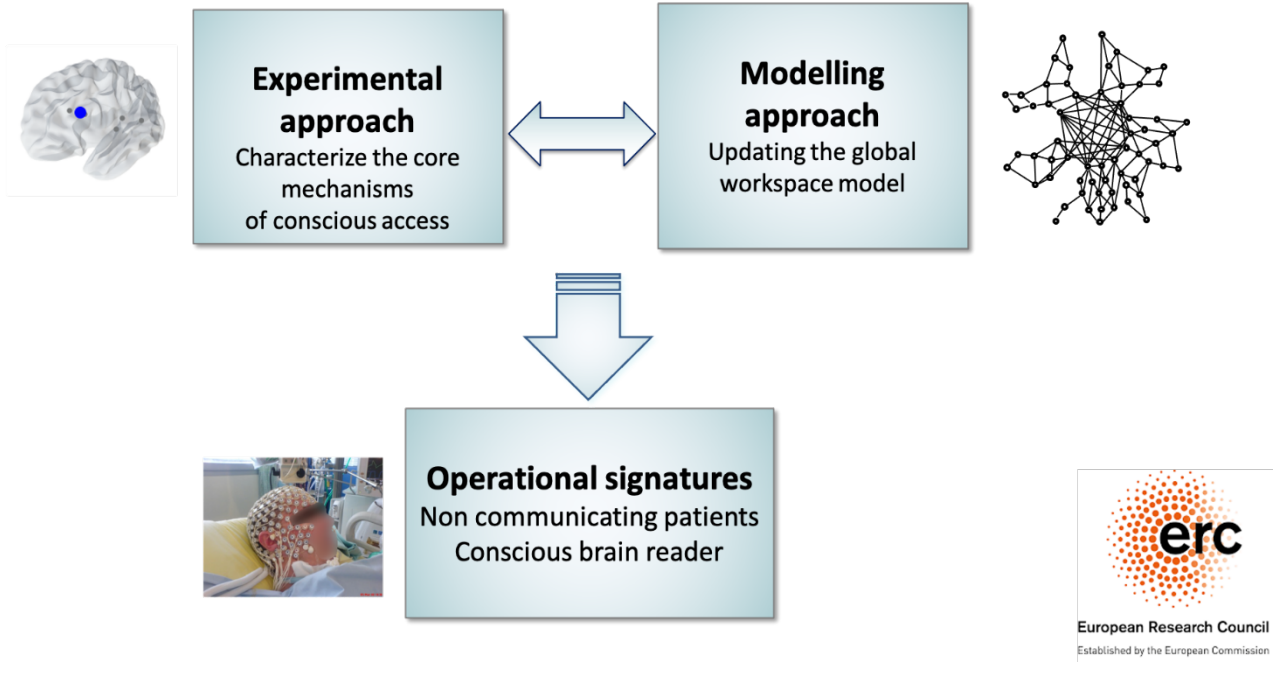 Experimental
approach
Characterize the core
mechanisms
of conscious access
Modelling
approach
Updating the global
workspace model
Operational signatures
Non communicating patients
Conscious brain reader
erc
European Research Council
Established by the European Commission